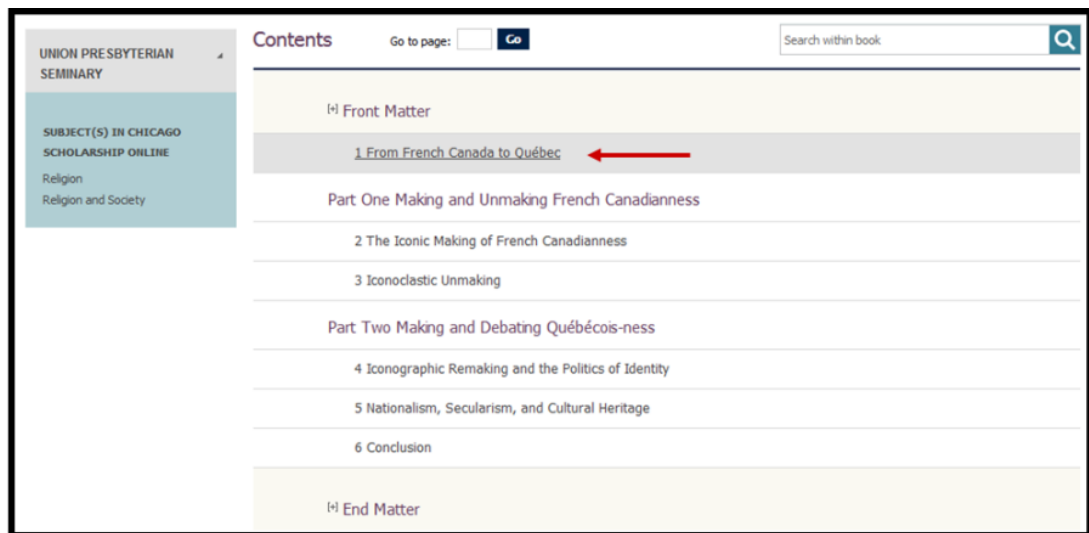 UNION PRESBYTERIAN
SEMINARY
SUBJECT(S) IN CHICAGO
SCHOLARSHIP ONLINE
Religion
Religion and Society
Contents
Go to page:
Go
Search within book
[+] Front Matter
1 From French Canada to Québec
Part One Making and Unmaking French Canadianness
2 The Iconic Making of French Canadianness
3 Iconoclastic Unmaking
Part Two Making and Debating Québécois-ness
4 Iconographic Remaking and the Politics of Identity
5 Nationalism, Secularism, and Cultural Heritage
6 Conclusion
[+] End Matter